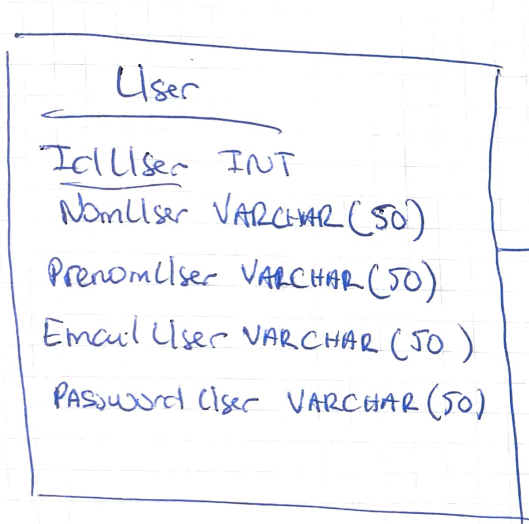 User
IdUser INT
NomUser VARCHAR(50)
PrenomUser VARCHAR(50)
EmailUser VARCHAR(50)
PASswordUser VARCHAR(50)